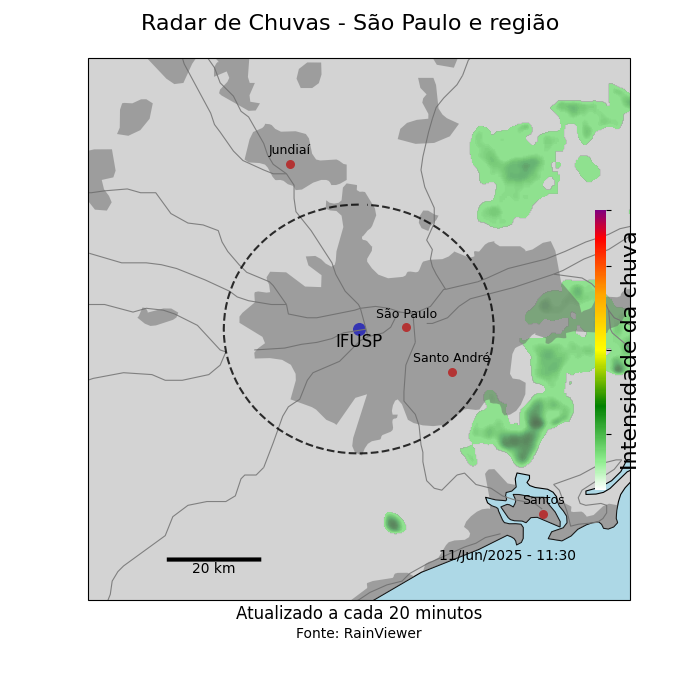 Radar de Chuvas - São Paulo e região
Jundiaí
São Paulo
IFUSP
Santo André
Intensidade da chuva
Santos
11/Jun/2025 - 11:30
20 km
Atualizado a cada 20 minutos
Fonte: RainViewer